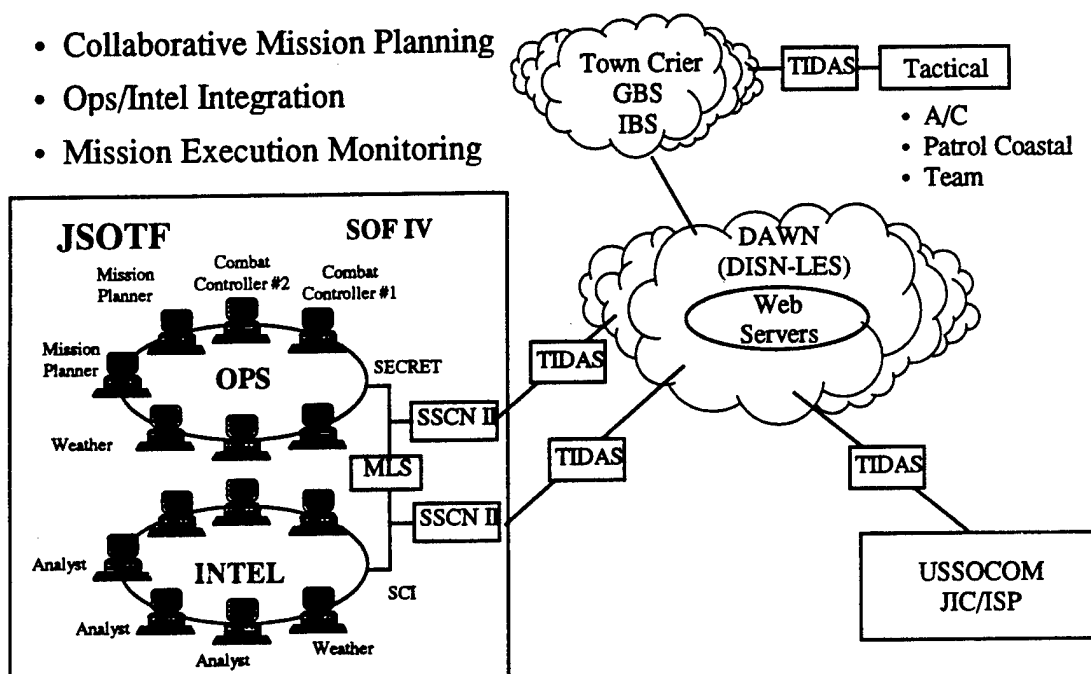 • Collaborative Mission Planning
• Ops/Intel Integration
• Mission Execution Monitoring
Town Crier
GBS
IBS
TIDAS
Tactical
• A/C
• Patrol Coastal
• Team
JSOTF
SOF IV
Mission
Planner
Combat
Controller #2
Combat
Controller #1
Mission
Planner
OPS
SECRET
Weather
SSCN II
MLS
SSCN II
Analyst
INTEL
SCI
Analyst
Analyst
Weather
TIDAS
TIDAS
DAWN
(DISN-LES)
Web
Servers
TIDAS
USSOCOM
JIC/ISP